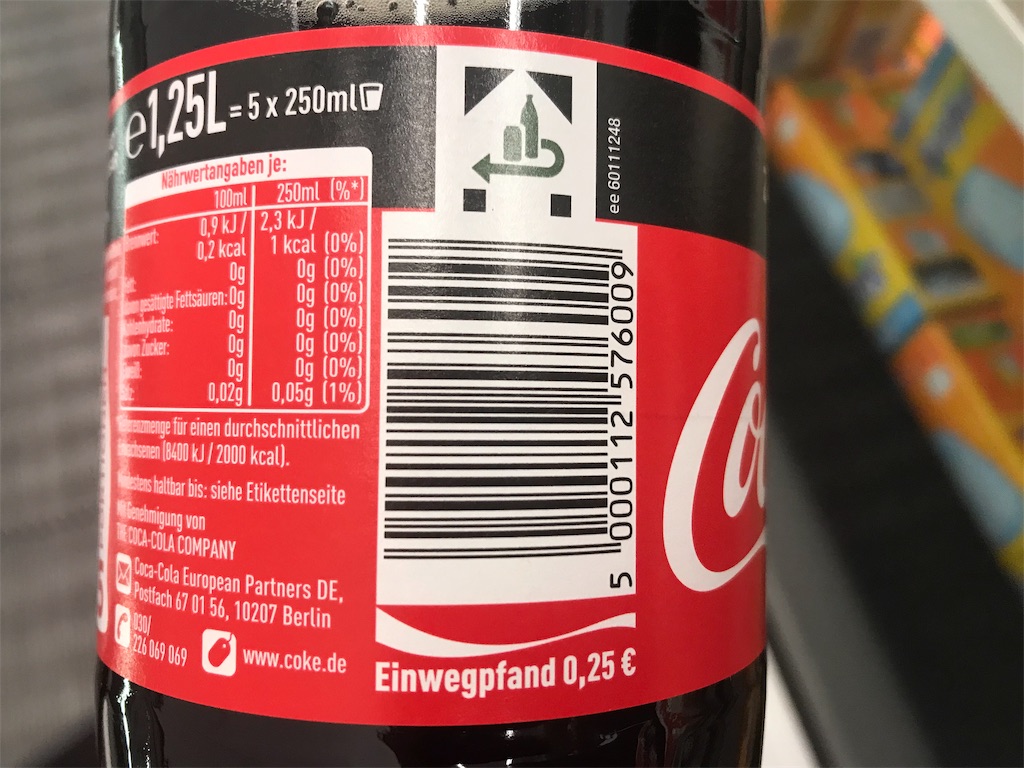 e1,25L = 5 x 250ml
Nährwertangaben je:
100ml 250ml (%*)
0,9 kJ/ 2,3 kJ /
0,2 kcal 1 kcal (0%)
0g 0g (0%)
gesättigte Fettsäuren: 0g 0g (0%)
0g 0g (0%)
Zucker: 0g 0g (0%)
0g 0g (0%)
0,02g 0,05g (1%)
für einen durchschnittlichen
(8400 kJ / 2000 kcal).
haltbar bis: siehe Etikettenseite
Genehmigung von
THE COCA-COLA COMPANY
Coca-Cola European Partners DE,
Postfach 67 01 56, 10207 Berlin
030/
226 069 069
www.coke.de
ee 60111248
5 000112 576009
Einwegpfand 0,25 €